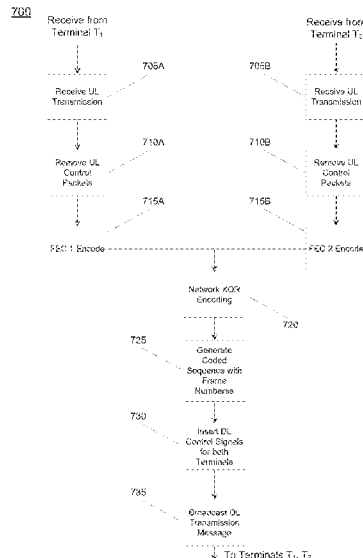 700
Receive from
Terminal T1
Receive from
Terminal T2
705A
705B
Receive UL
Transmission
Receive UL
Transmission
710A
710B
Remove UL
Control
Packets
Remove UL
Control
Packets
715A
715B
FEC 1 Encode
FEC 2 Encode
Network XOR
Encoding
720
725
Generate
Coded
Sequence with
Frame
Numbers
730
Insert DL
Control Signals
for both
Terminals
735
Broadcast DL
Transmission
Message
To Terminals T1, T2